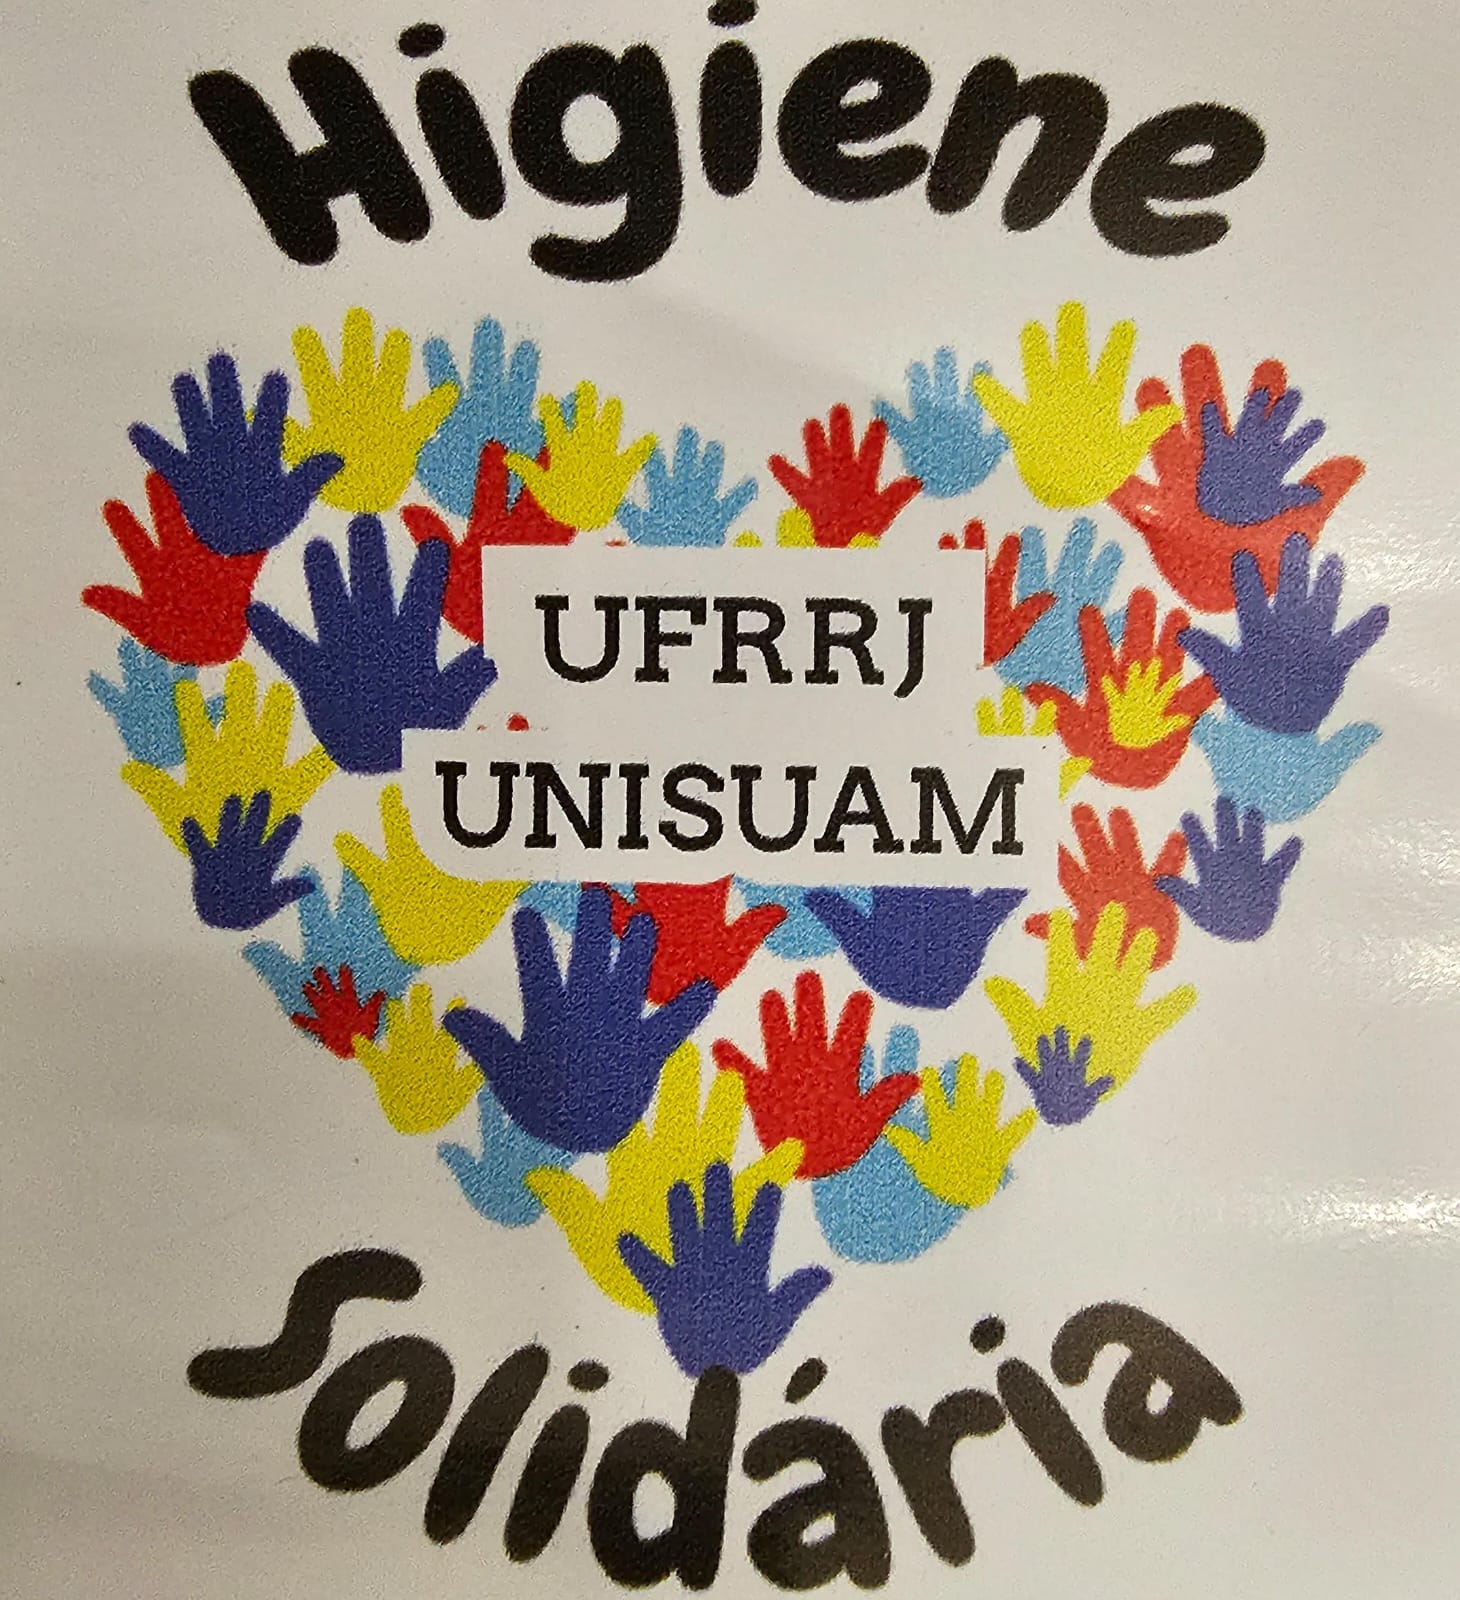 Higiene
UFRRJ
UNISUAM
Solidária